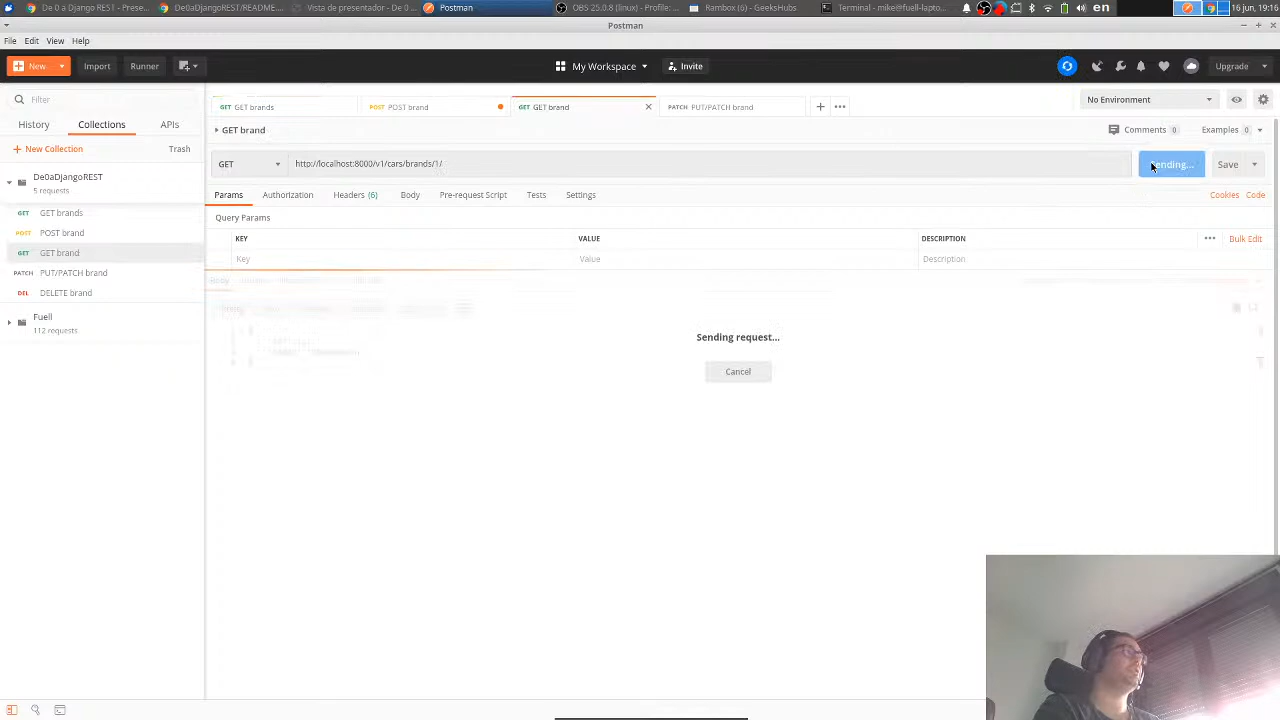 De 0 a Django REST - Prese...
De0aDjangoREST/README....
Vista de presentador - De 0 ...
Postman
OBS 25.0.8 (linux) - Profile:...
Rambox (6) - GeeksHubs
Terminal - mike@fuell-lapto...
en
16 jun, 19:16
Postman
File Edit View Help
New
Import
Runner
My Workspace
Invite
Upgrade
Filter
GET GET brands
POST POST brand
GET GET brand
PATCH PUT/PATCH brand
No Environment
History
Collections
APIs
GET brand
Comments 0
Examples 0
New Collection
Trash
GET
http://localhost:8000/v1/cars/brands/1/
Sending...
Save
De0aDjangoREST
5 requests
Params
Authorization
Headers (6)
Body
Pre-request Script
Tests
Settings
Cookies
Code
GET GET brands
POST POST brand
GET GET brand
PATCH PUT/PATCH brand
DEL DELETE brand
Query Params
KEY
VALUE
DESCRIPTION
Bulk Edit
Key
Value
Description
Body
Fuell
112 requests
Sending request...
Cancel